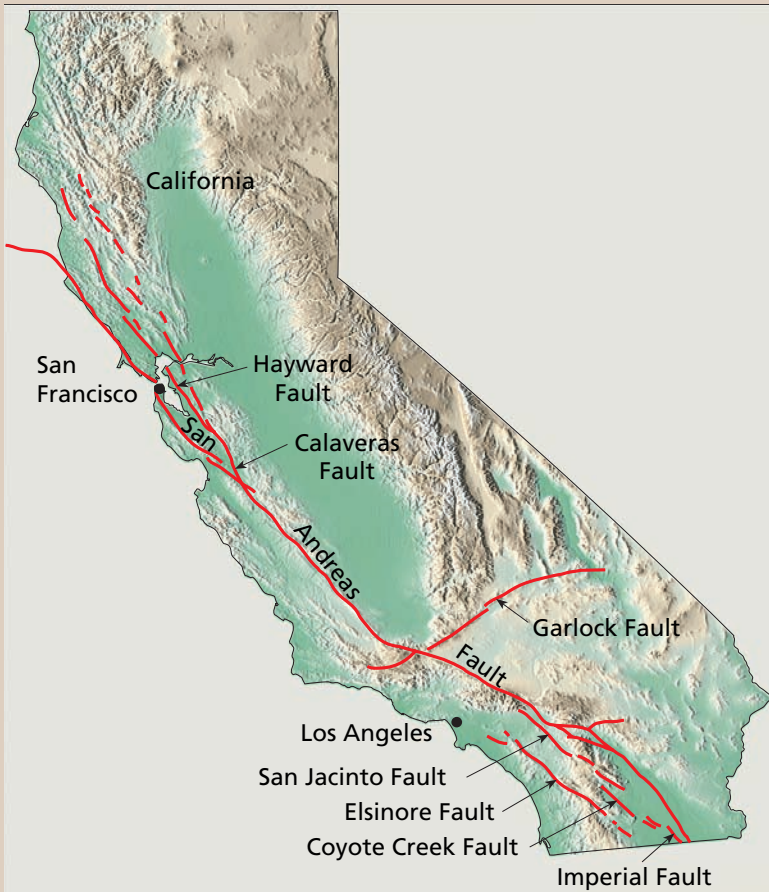 California
San
Francisco
Hayward
Fault
San
Calaveras
Fault
Andreas
Garlock Fault
Fault
Los Angeles
San Jacinto Fault
Elsinore Fault
Coyote Creek Fault
Imperial Fault